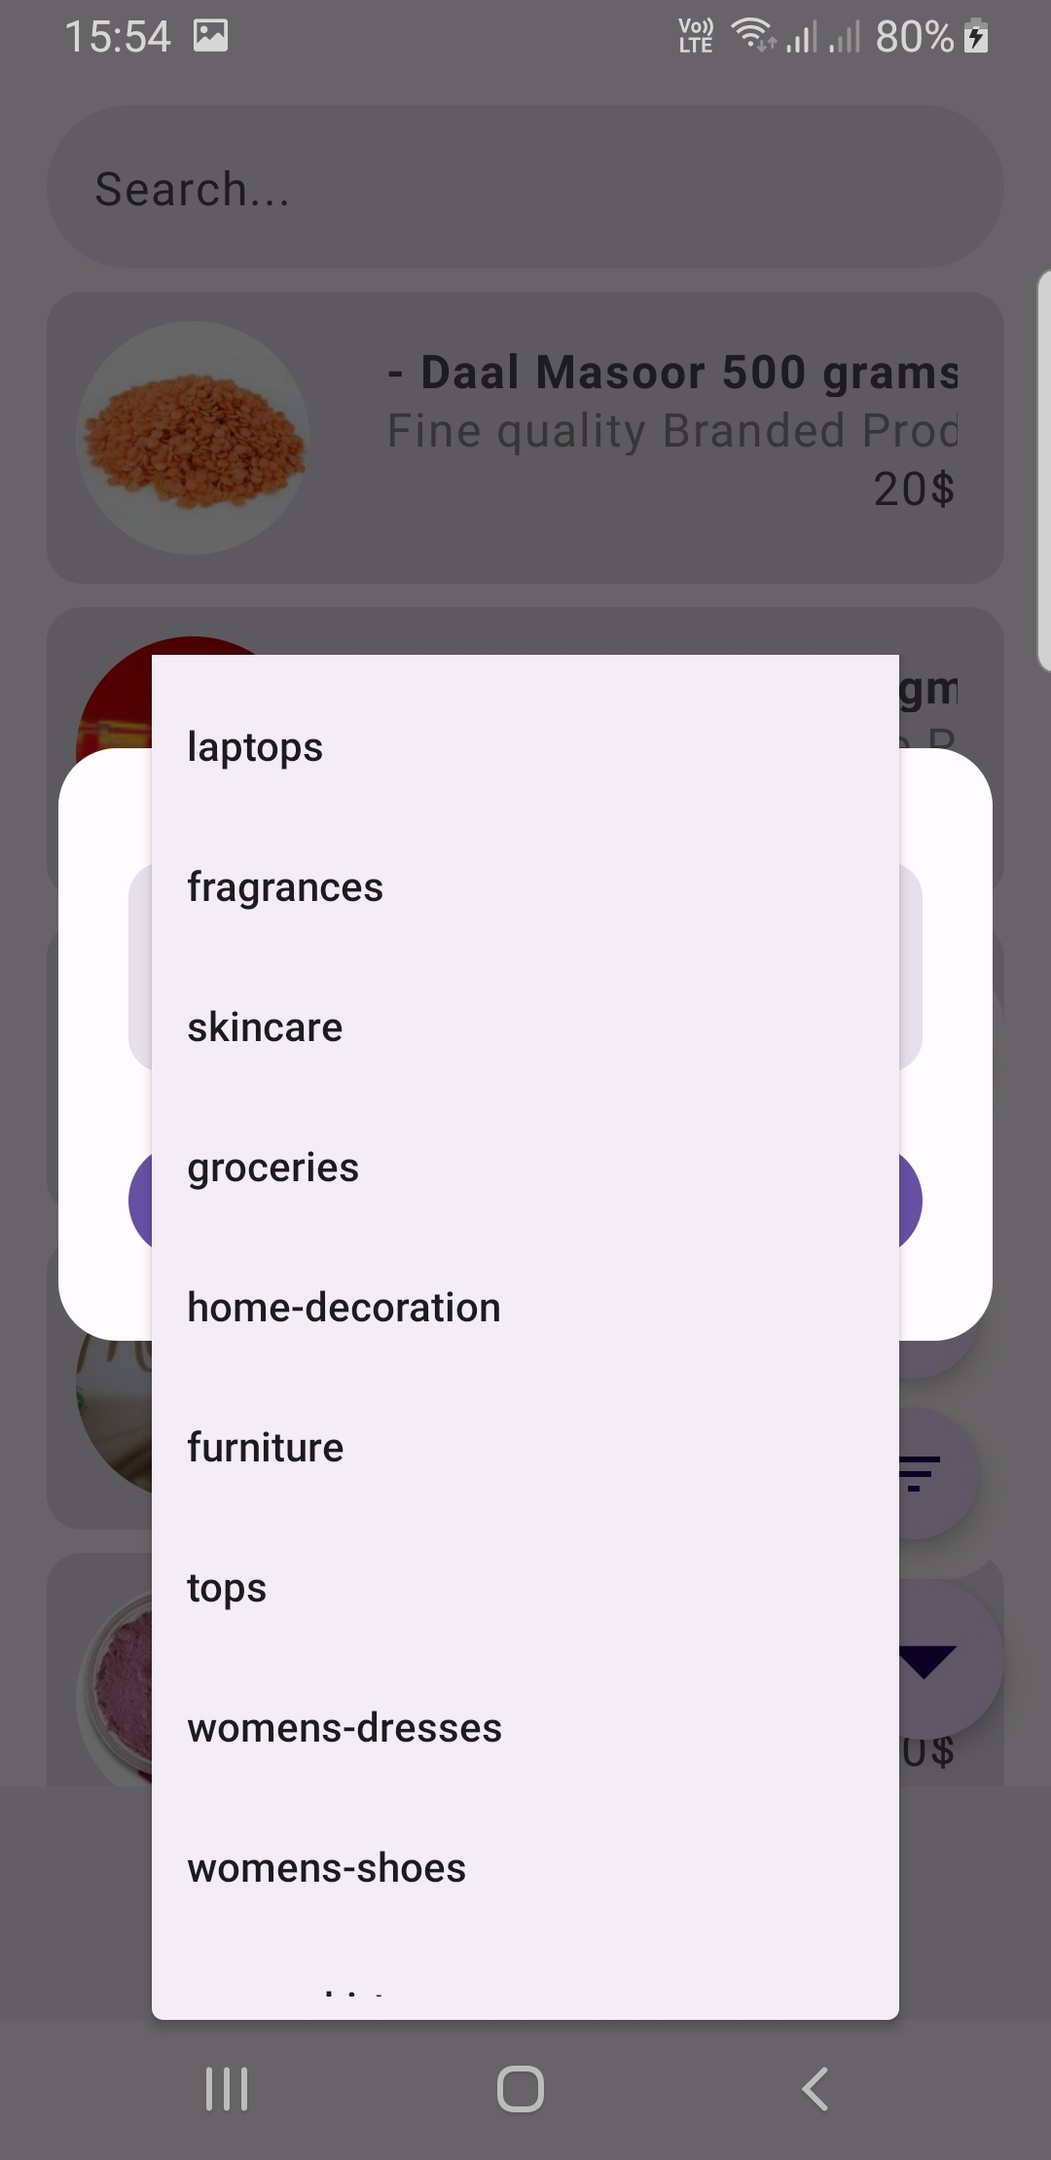 15:54
Vo)) LTE
80%
Search...
- Daal Masoor 500 grams
Fine quality Branded Prod
20$
gm
laptops
fragrances
skincare
groceries
home-decoration
furniture
tops
womens-dresses
womens-shoes
0$